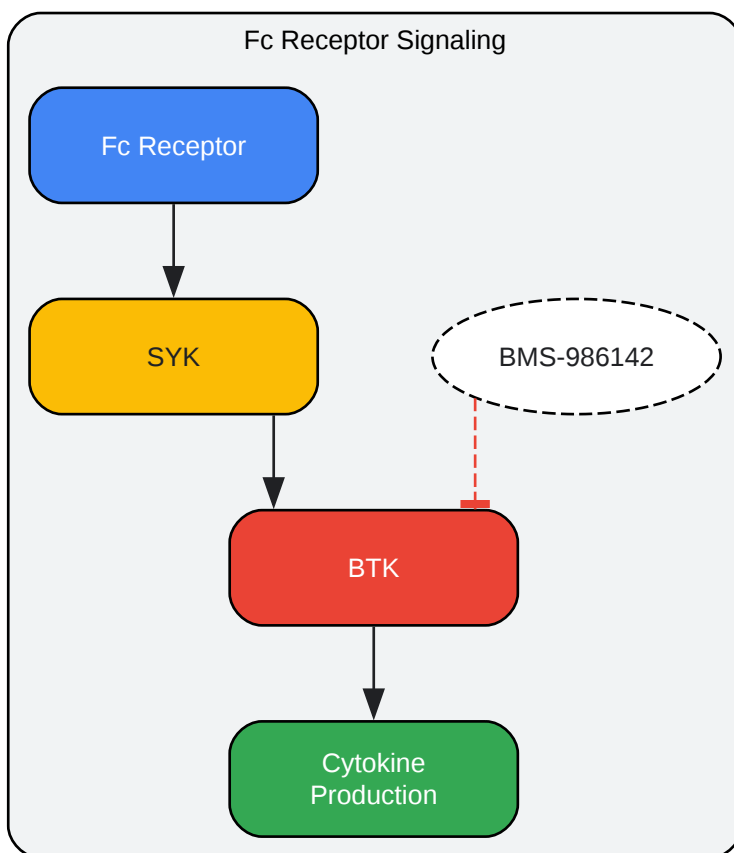 Fc Receptor Signaling
Fc Receptor
SYK
BMS-986142
BTK
Cytokine
Production